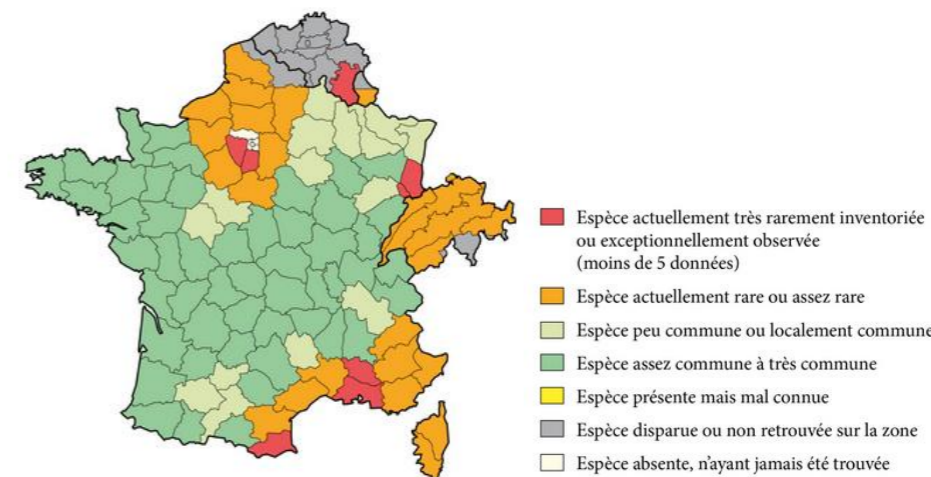 Espèce actuellement très rarement inventoriée
ou exceptionnellement observée
(moins de 5 données)
Espèce actuellement rare ou assez rare
Espèce peu commune ou localement commune
Espèce assez commune à très commune
Espèce présente mais mal connue
Espèce disparue ou non retrouvée sur la zone
Espèce absente, n'ayant jamais été trouvée